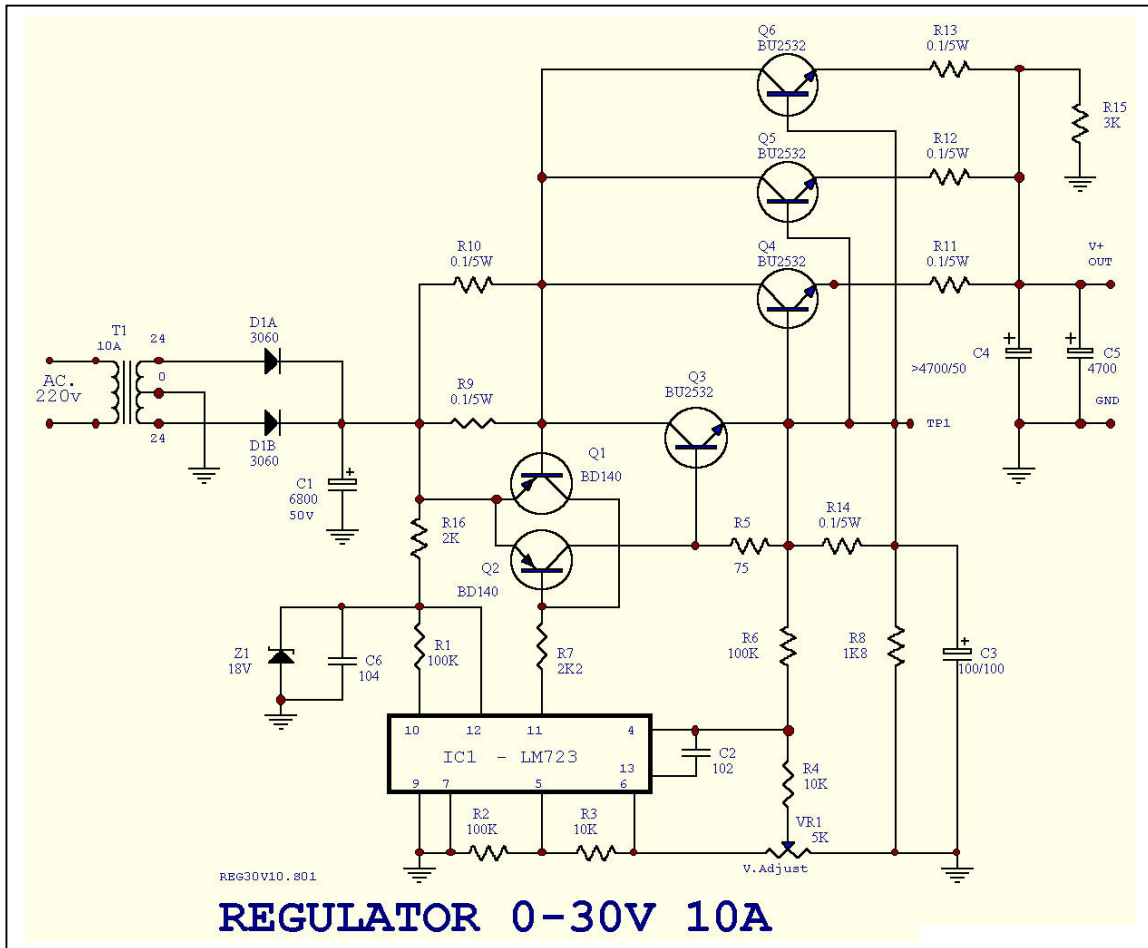 Q6
BU2532
R13
0.1/5W
R15
3K
Q5
BU2532
R12
0.1/5W
R10
0.1/5W
Q4
BU2532
R11
0.1/5W
V+
OUT
T1
10A
24
0
24
AC.
220v
D1A
3060
D1B
3060
R9
0.1/5W
Q3
BU2532
TP1
C4
>4700/50
C5
4700
GND
C1
6800
50V
Q1
BD140
R16
2K
Q2
BD140
R5
75
R14
0.1/5W
Z1
18V
C6
104
R1
100K
R7
2K2
R6
100K
R8
1K8
C3
100/100
10
12
11
4
IC1 - LM723
13
9
7
5
6
C2
102
R4
10K
R2
100K
R3
10K
VR1
5K
V.Adjust
REG30V10.S01
REGULATOR 0-30V 10A